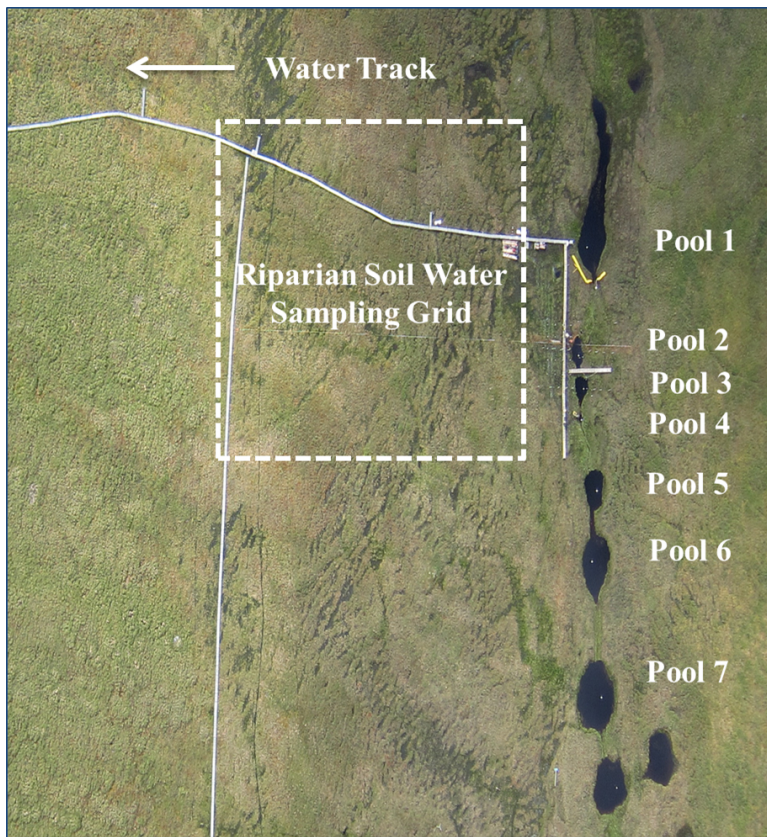 Water Track
Pool 1
Riparian Soil Water
Sampling Grid
Pool 2
Pool 3
Pool 4
Pool 5
Pool 6
Pool 7